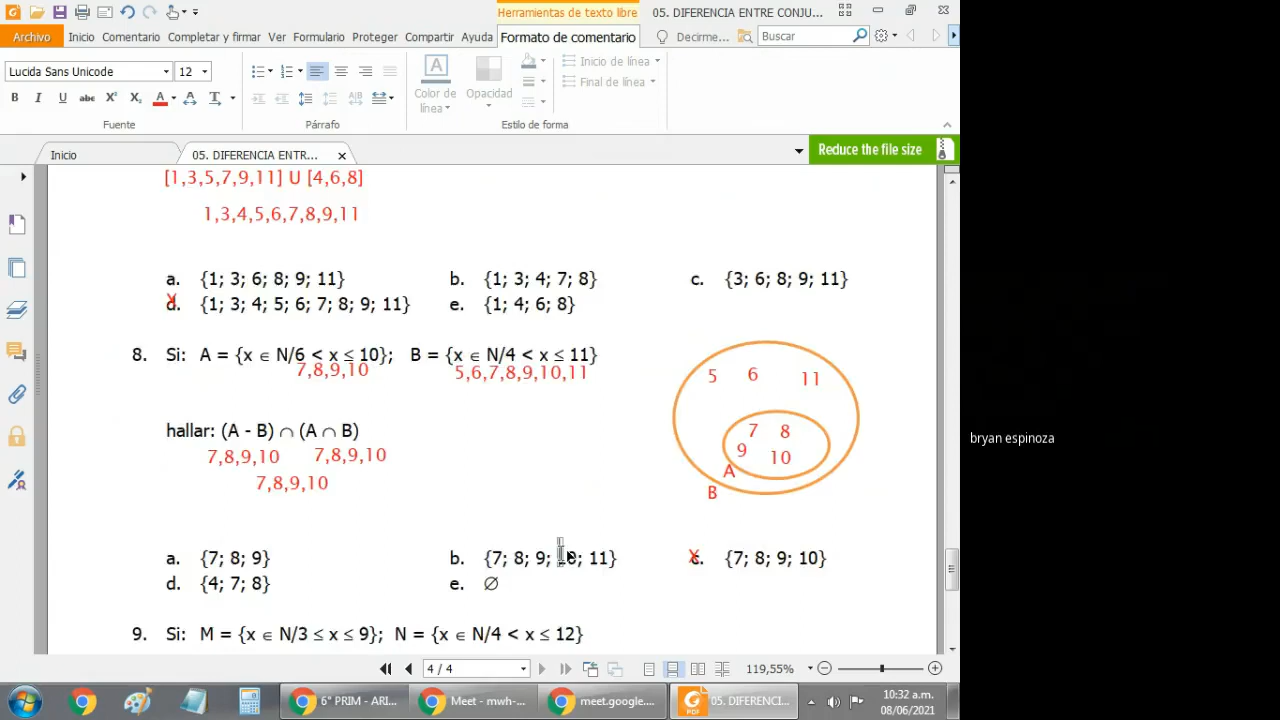 Herramientas de texto libre
05. DIFERENCIA ENTRE CONJU...
Archivo Inicio Comentario Completar y firmar Ver Formulario Proteger Compartir Ayuda Formato de comentario Decirme... Buscar
Lucida Sans Unicode 12
Color de línea Opacidad Inicio de línea Final de línea
Fuente Párrafo Estilo de forma
Inicio 05. DIFERENCIA ENTR... Reduce the file size
[1,3,5,7,9,11] U [4,6,8]
1,3,4,5,6,7,8,9,11
a. {1; 3; 6; 8; 9; 11} b. {1; 3; 4; 7; 8} c. {3; 6; 8; 9; 11}
d. {1; 3; 4; 5; 6; 7; 8; 9; 11} e. {1; 4; 6; 8}
X
8. Si: A = {x ∈ N/6 < x ≤ 10}; B = {x ∈ N/4 < x ≤ 11}
7,8,9,10 5,6,7,8,9,10,11
5 6 11
hallar: (A - B) ∩ (A ∩ B)
7,8,9,10 7,8,9,10
7,8,9,10
7 8
9 10
A
B
a. {7; 8; 9} b. {7; 8; 9; 10; 11} c. {7; 8; 9; 10}
X
d. {4; 7; 8} e. ∅
9. Si: M = {x ∈ N/3 ≤ x ≤ 9}; N = {x ∈ N/4 < x ≤ 12}
4 / 4 119,55%
6° PRIM - ARI... Meet - mwh-... meet.google.... 05. DIFERENCI...
10:32 a.m.
08/06/2021
bryan espinoza